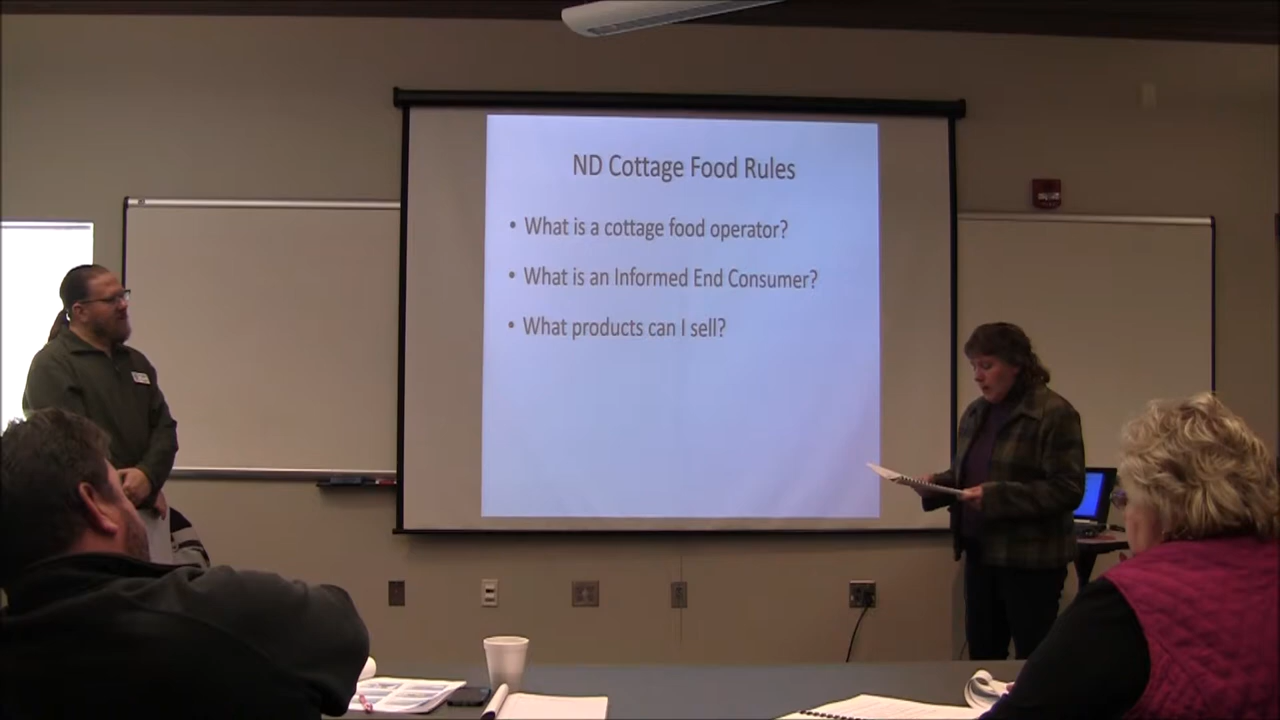 ND Cottage Food Rules
• What is a cottage food operator?
• What is an Informed End Consumer?
• What products can I sell?